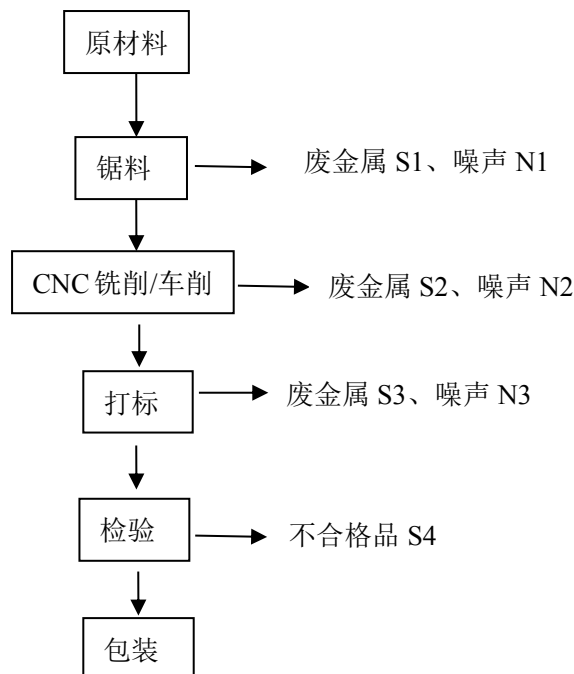 原材料
锯料
废金属 S1、噪声 N1
CNC 铣削/车削
废金属 S2、噪声 N2
打标
废金属 S3、噪声 N3
检验
不合格品 S4
包装